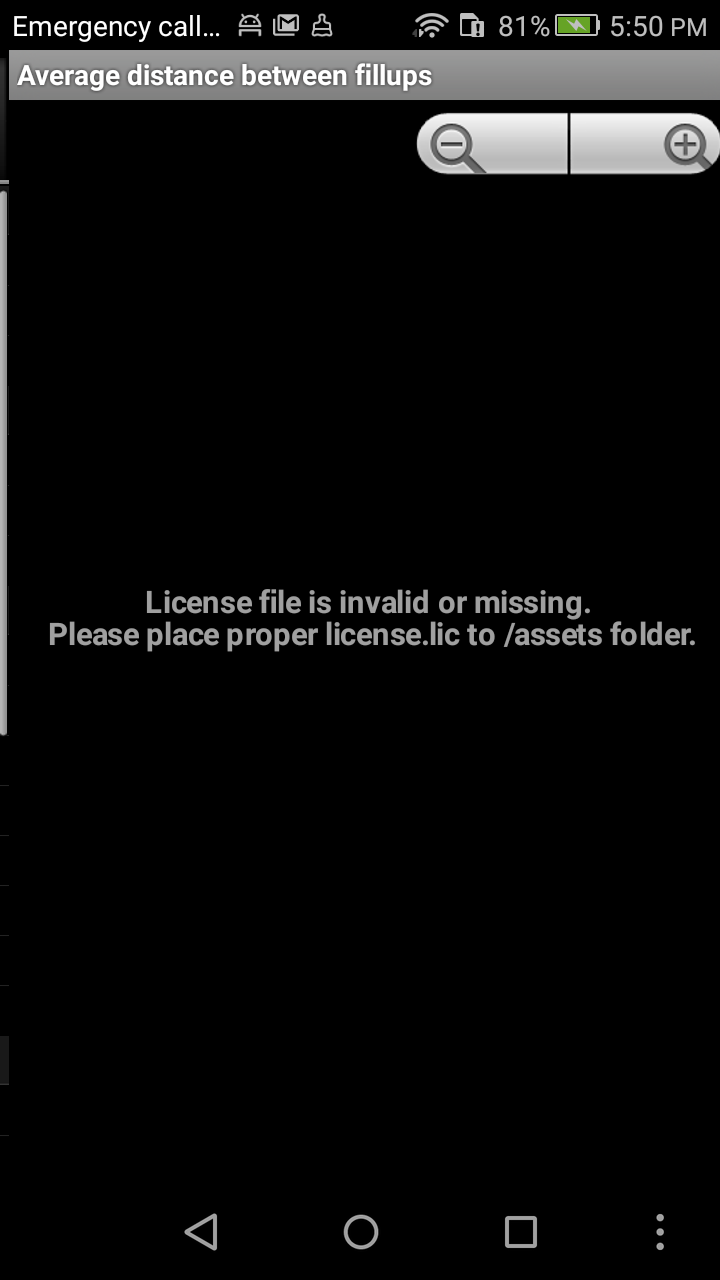 Emergency call... 81% 5:50 PM
Average distance between fillups
License file is invalid or missing.
Please place proper license.lic to /assets folder.